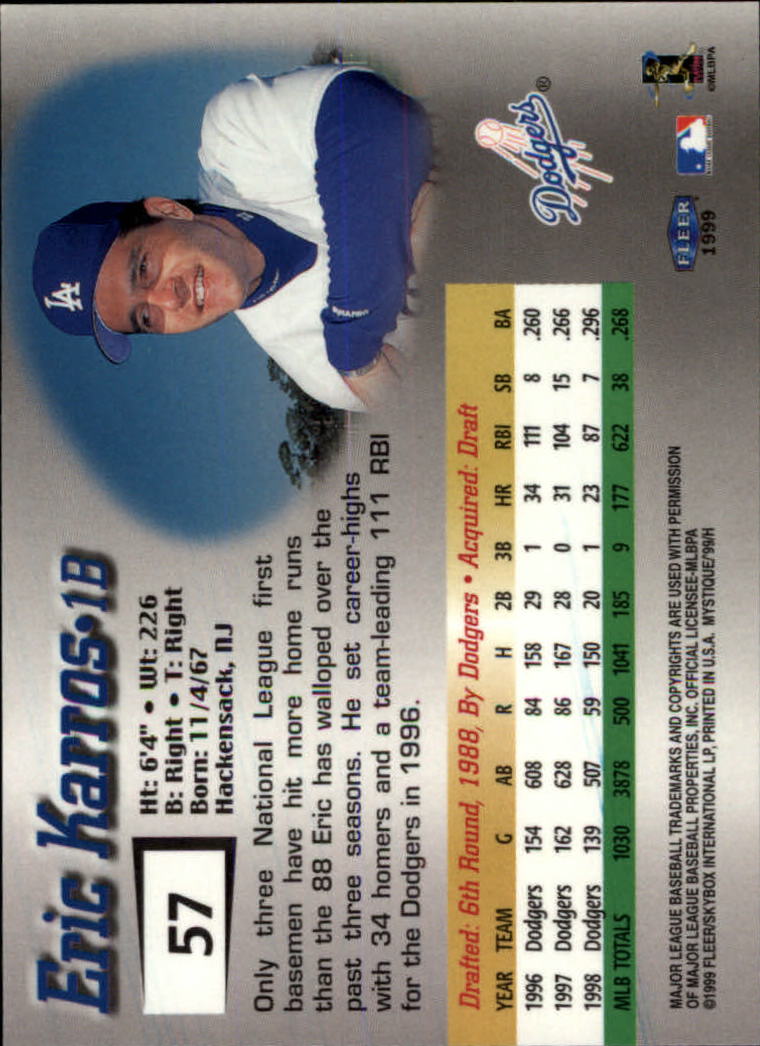 Eric Karros•1B
57
Ht: 6'4" • Wt: 226
B: Right • T: Right
Born: 11/4/67
Hackensack, NJ
Only three National League first
basemen have hit more home runs
than the 88 Eric has walloped over the
past three seasons. He set career-highs
with 34 homers and a team-leading 111 RBI
for the Dodgers in 1996.
LA
Dodgers®
Drafted: 6th Round, 1988, By Dodgers • Acquired: Draft
YEAR TEAM G AB R H 2B 3B HR RBI SB BA
1996 Dodgers 154 608 84 158 29 1 34 111 8 .260
1997 Dodgers 162 628 86 167 28 0 31 104 15 .266
1998 Dodgers 139 507 59 150 20 1 23 87 7 .296
MLB TOTALS 1030 3878 500 1041 185 9 177 622 38 .268
MAJOR LEAGUE BASEBALL TRADEMARKS AND COPYRIGHTS ARE USED WITH PERMISSION
OF MAJOR LEAGUE BASEBALL PROPERTIES, INC. OFFICIAL LICENSEE-MLBPA
©1999 FLEER/SKYBOX INTERNATIONAL LP, PRINTED IN U.S.A. MYSTIQUE/'99/H
FLEER
1999
©MLBPA